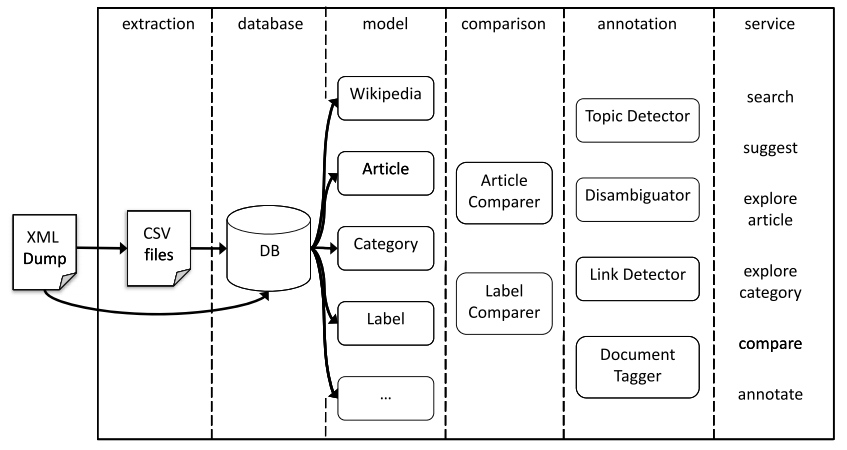 extraction
database
model
comparison
annotation
service
XML
Dump
CSV
files
DB
Wikipedia
Article
Category
Label
...
Article
Comparer
Label
Comparer
Topic Detector
Disambiguator
Link Detector
Document
Tagger
search
suggest
explore
article
explore
category
compare
annotate